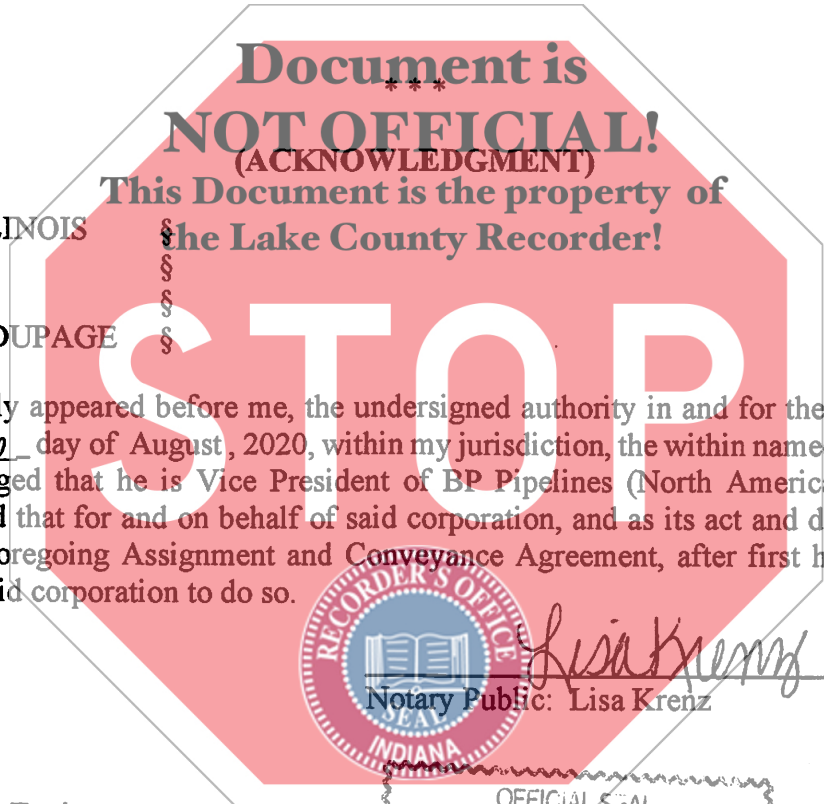 Document is
***
NOT OFFICIAL!
(ACKNOWLEDGMENT)
This Document is the property of
LINOIS §
the Lake County Recorder!
§
§
DUPAGE §
STOP
ly appeared before me, the undersigned authority in and for the
day of August, 2020, within my jurisdiction, the within name
ged that he is Vice President of BP Pipelines (North Americ
d that for and on behalf of said corporation, and as its act and d
oregoing Assignment and Conveyance Agreement, after first h
id corporation to do so.
RECORDER'S OFFICE
Lisa Krenz
Notary Public: Lisa Krenz
SEAL
INDIANA
OFFICIAL SEAL